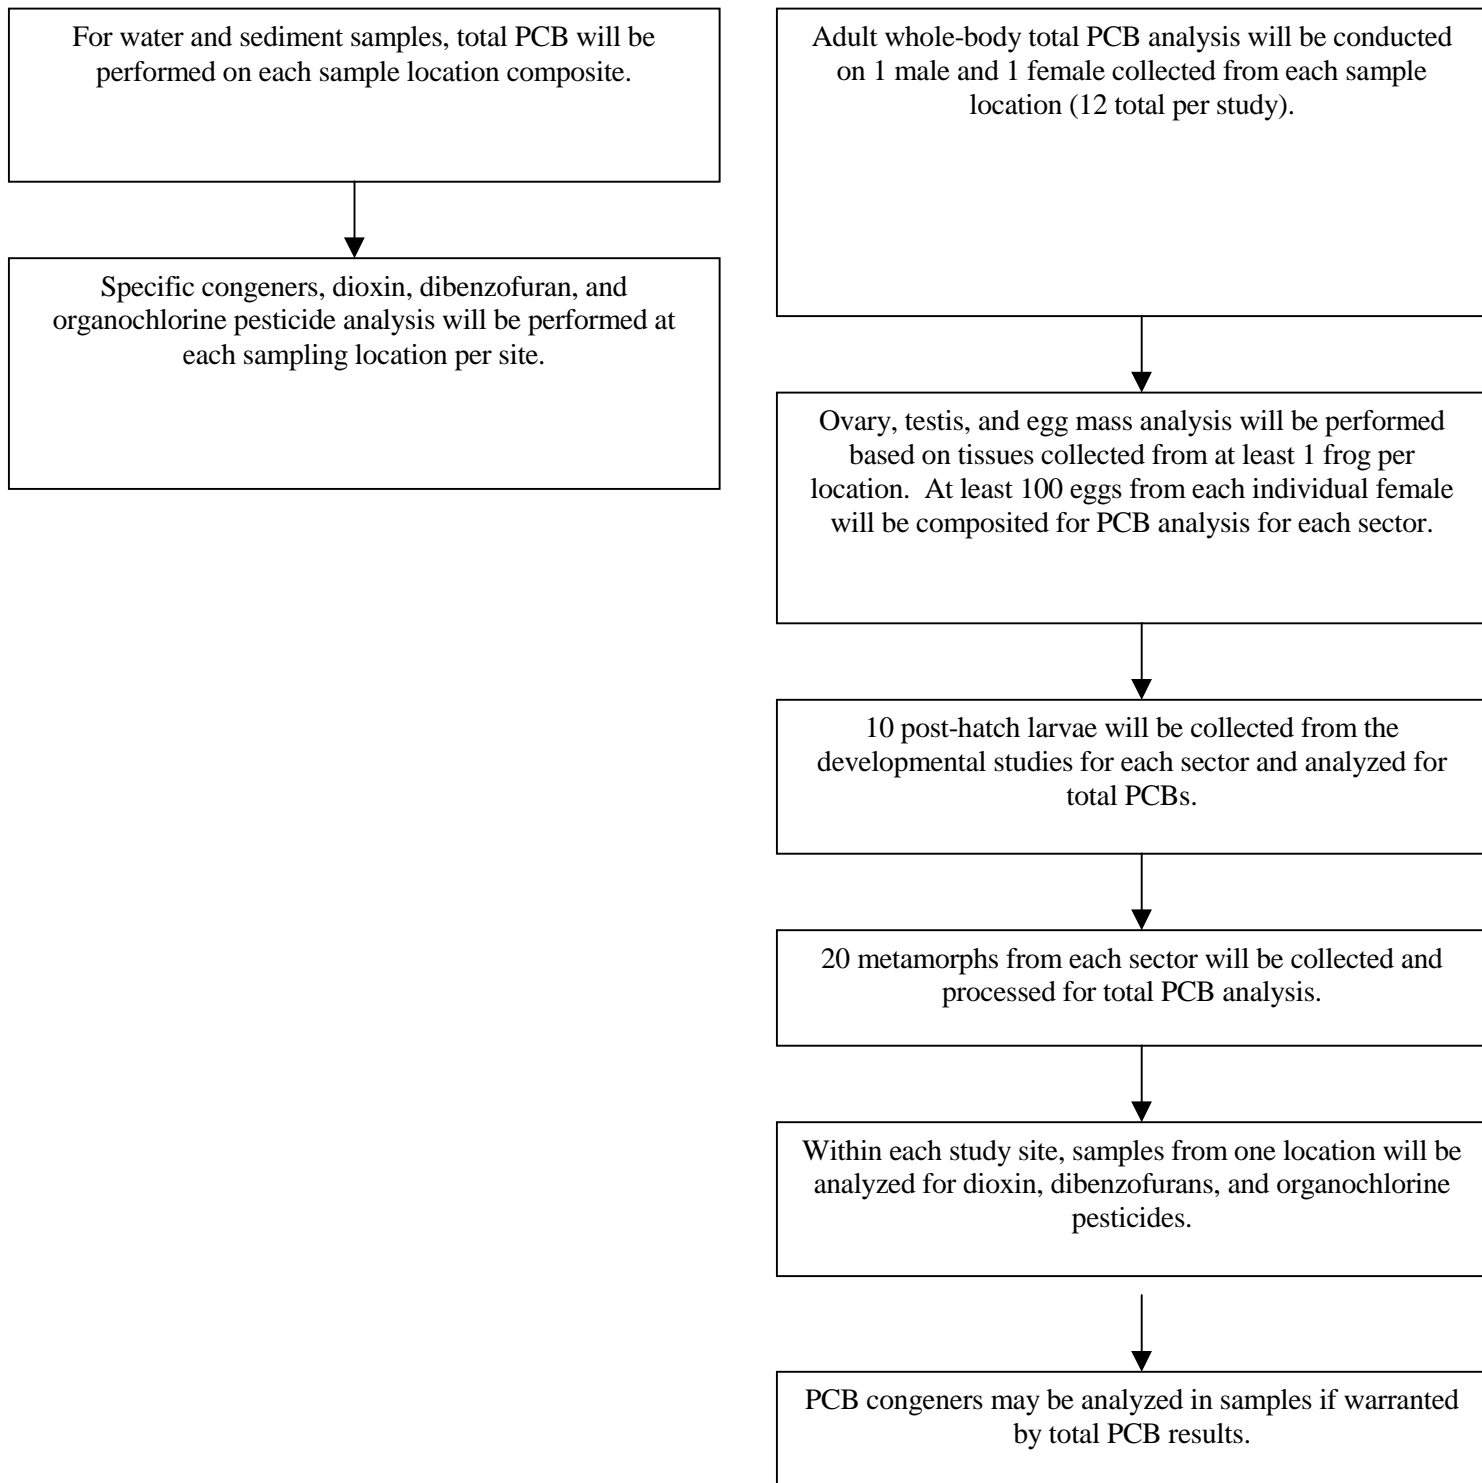 For water and sediment samples, total PCB will be
performed on each sample location composite.
Specific congeners, dioxin, dibenzofuran, and
organochlorine pesticide analysis will be performed at
each sampling location per site.
Adult whole-body total PCB analysis will be conducted
on 1 male and 1 female collected from each sample
location (12 total per study).
Ovary, testis, and egg mass analysis will be performed
based on tissues collected from at least 1 frog per
location.  At least 100 eggs from each individual female
will be composited for PCB analysis for each sector.
10 post-hatch larvae will be collected from the
developmental studies for each sector and analyzed for
total PCBs.
20 metamorphs from each sector will be collected and
processed for total PCB analysis.
Within each study site, samples from one location will be
analyzed for dioxin, dibenzofurans, and organochlorine
pesticides.
PCB congeners may be analyzed in samples if warranted
by total PCB results.